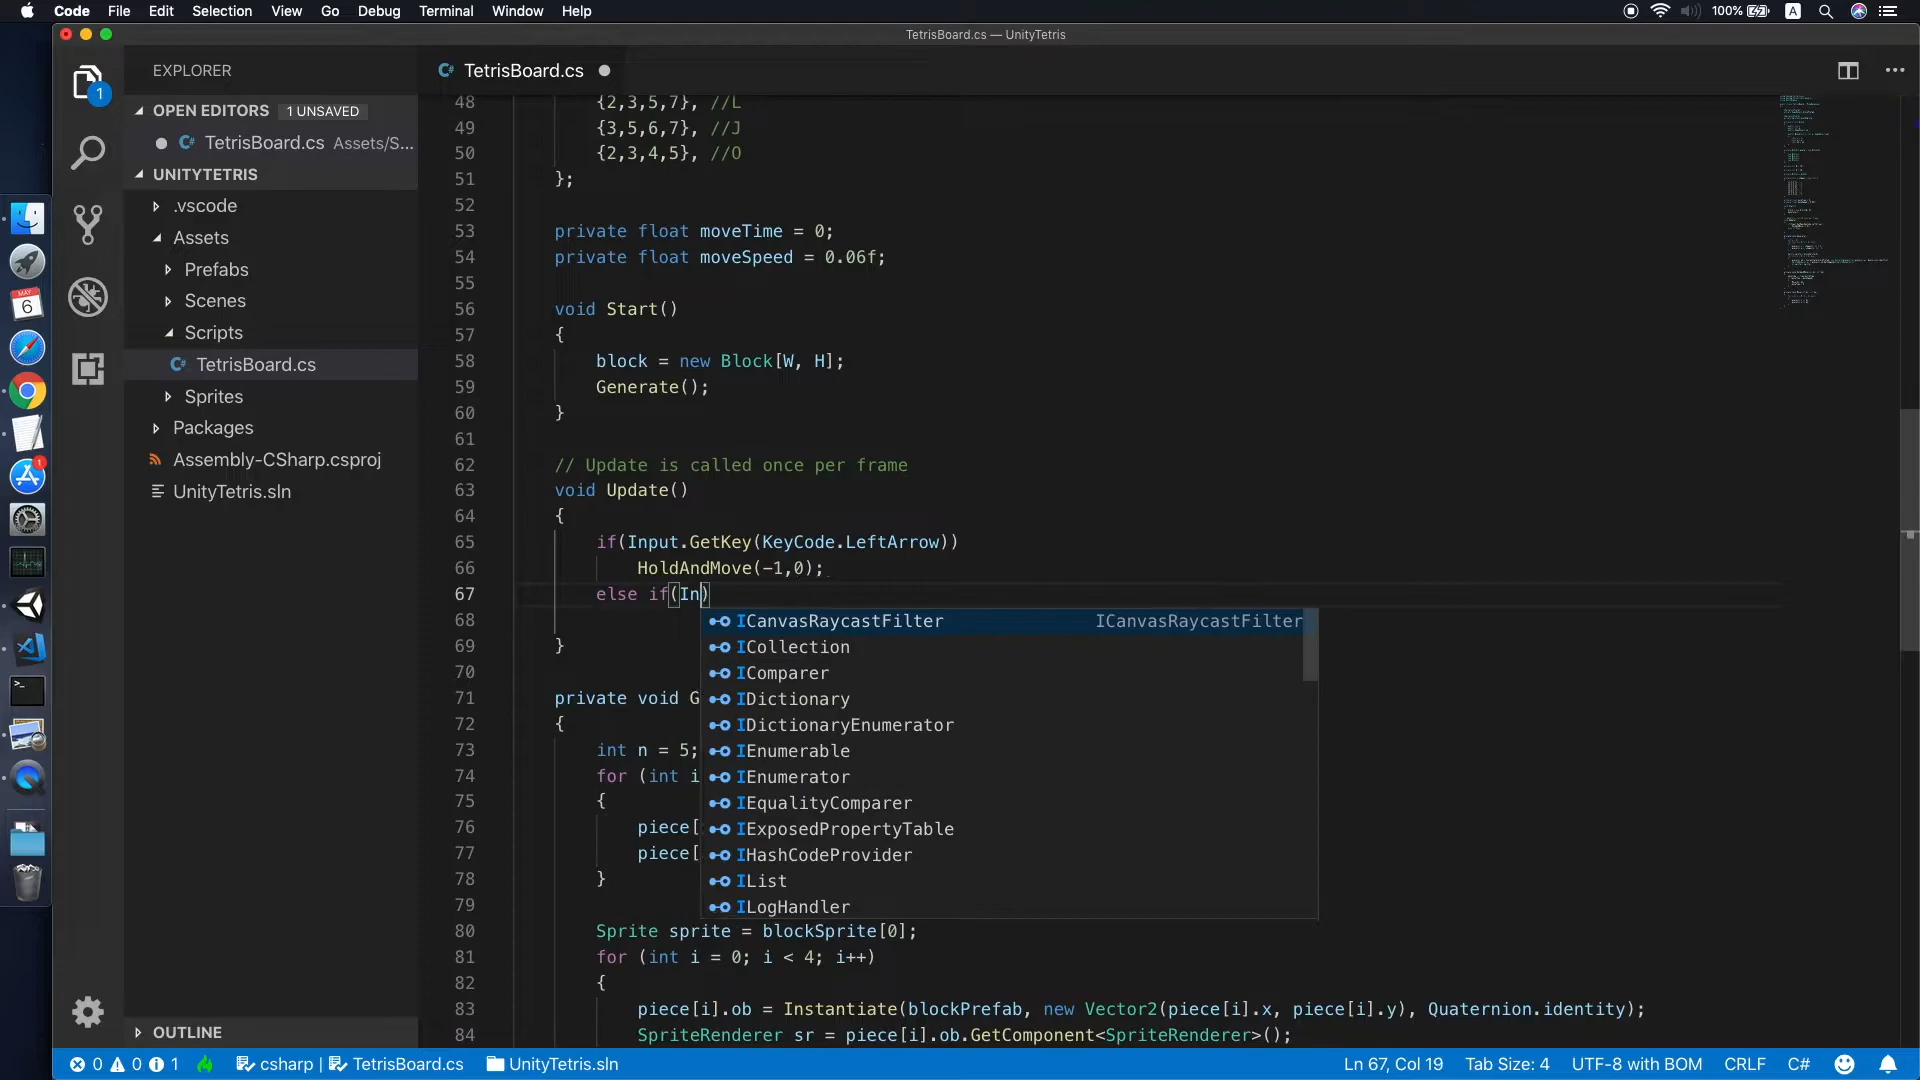 Code File Edit Selection View Go Debug Terminal Window Help 100% A
TetrisBoard.cs — UnityTetris
EXPLORER
TetrisBoard.cs
1
OPEN EDITORS 1 UNSAVED
TetrisBoard.cs Assets/S...
UNITYTETRIS
.vscode
Assets
Prefabs
Scenes
Scripts
TetrisBoard.cs
Sprites
Packages
Assembly-CSharp.csproj
UnityTetris.sln
OUTLINE
MAY
6
1
48 {2,3,5,7}, //L
49 {3,5,6,7}, //J
50 {2,3,4,5}, //O
51 };
52
53 private float moveTime = 0;
54 private float moveSpeed = 0.06f;
55
56 void Start()
57 {
58 block = new Block[W, H];
59 Generate();
60 }
61
62 // Update is called once per frame
63 void Update()
64 {
65 if(Input.GetKey(KeyCode.LeftArrow))
66 HoldAndMove(-1,0);
67 else if(In)
68
69 }
70
71 private void G
72 {
73 int n = 5;
74 for (int i
75 {
76 piece[
77 piece[
78 }
79
80 Sprite sprite = blockSprite[0];
81 for (int i = 0; i < 4; i++)
82 {
83 piece[i].ob = Instantiate(blockPrefab, new Vector2(piece[i].x, piece[i].y), Quaternion.identity);
84 SpriteRenderer sr = piece[i].ob.GetComponent<SpriteRenderer>();
ICanvasRaycastFilter ICanvasRaycastFilter
ICollection
IComparer
IDictionary
IDictionaryEnumerator
IEnumerable
IEnumerator
IEqualityComparer
IExposedPropertyTable
IHashCodeProvider
IList
ILogHandler
0 0 1 csharp | TetrisBoard.cs UnityTetris.sln Ln 67, Col 19 Tab Size: 4 UTF-8 with BOM CRLF C#